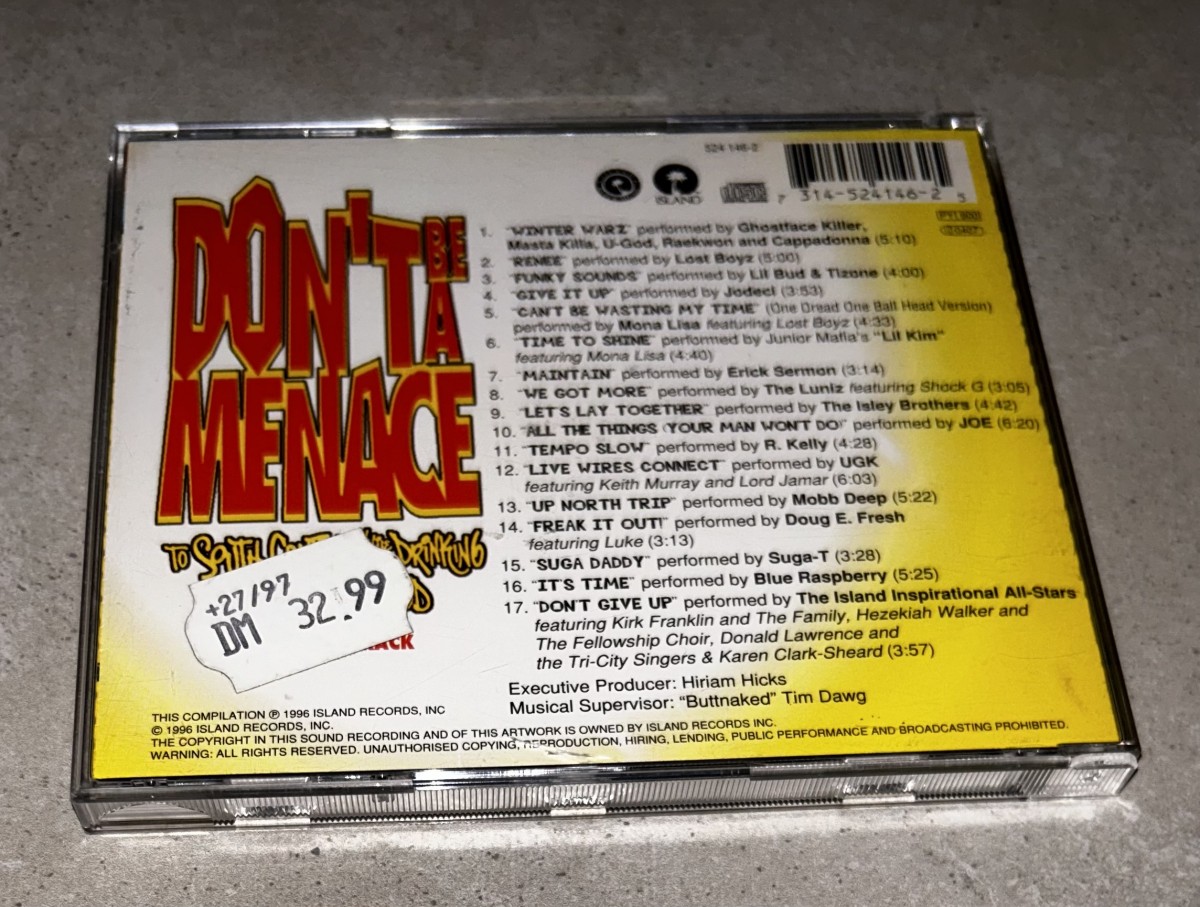 524 146-2
ISLAND
7 314-524146-2 5
DON'T BE A
MENACE
TO SOUTH DRINKING
+27/97
DM 32.99
1. "WINTER WARZ" performed by Ghostface Killer,
Masta Killa, U-God, Raekwon and Cappadonna (5:10)
2. "RENEE" performed by Lost Boyz (5:00)
3. "FUNKY SOUNDS" performed by Lil Bud & Tizone (4:00)
4. "GIVE IT UP" performed by Jodeci (3:53)
5. "CAN'T BE WASTING MY TIME" (One Dread One Ball Head Version)
performed by Mona Lisa featuring Lost Boyz (4:33)
6. "TIME TO SHINE" performed by Junior Mafia's "Lil Kim"
featuring Mona Lisa (4:40)
7. "MAINTAIN" performed by Erick Sermon (3:14)
8. "WE GOT MORE" performed by The Luniz featuring Shock G (3:05)
9. "LET'S LAY TOGETHER" performed by The Isley Brothers (4:42)
10. "ALL THE THINGS (YOUR MAN WON'T DO)" performed by JOE (6:20)
11. "TEMPO SLOW" performed by R. Kelly (4:28)
12. "LIVE WIRES CONNECT" performed by UGK
featuring Keith Murray and Lord Jamar (6:03)
13. "UP NORTH TRIP" performed by Mobb Deep (5:22)
14. "FREAK IT OUT!" performed by Doug E. Fresh
featuring Luke (3:13)
15. "SUGA DADDY" performed by Suga-T (3:28)
16. "IT'S TIME" performed by Blue Raspberry (5:25)
17. "DON'T GIVE UP" performed by The Island Inspirational All-Stars
featuring Kirk Franklin and The Family, Hezekiah Walker and
The Fellowship Choir, Donald Lawrence and
the Tri-City Singers & Karen Clark-Sheard (3:57)
Executive Producer: Hiriam Hicks
Musical Supervisor: "Buttnaked" Tim Dawg
THIS COMPILATION ℗ 1996 ISLAND RECORDS, INC
© 1996 ISLAND RECORDS, INC.
THE COPYRIGHT IN THIS SOUND RECORDING AND OF THIS ARTWORK IS OWNED BY ISLAND RECORDS INC.
WARNING: ALL RIGHTS RESERVED. UNAUTHORISED COPYING, REPRODUCTION, HIRING, LENDING, PUBLIC PERFORMANCE AND BROADCASTING PROHIBITED.